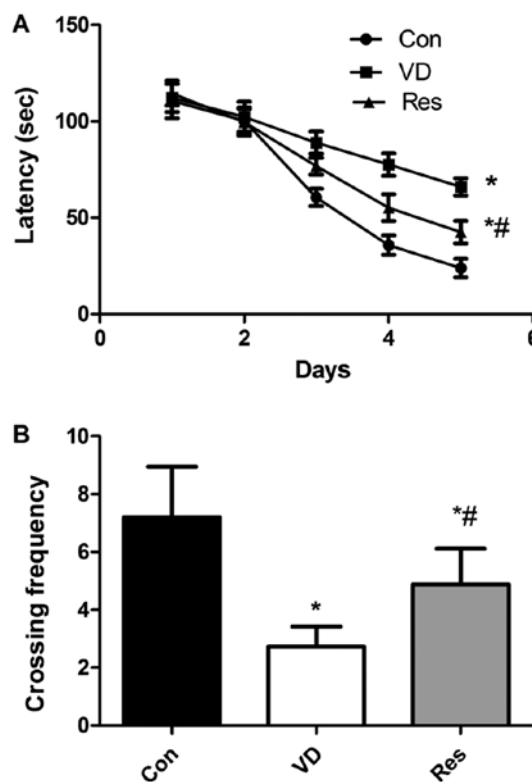 A
150
100
50
0
Latency (sec)
Con
VD
Res
*
*#
0 2 4 6
Days
B
10
8
6
4
2
0
Crossing frequency
*
*#
Con VD Res